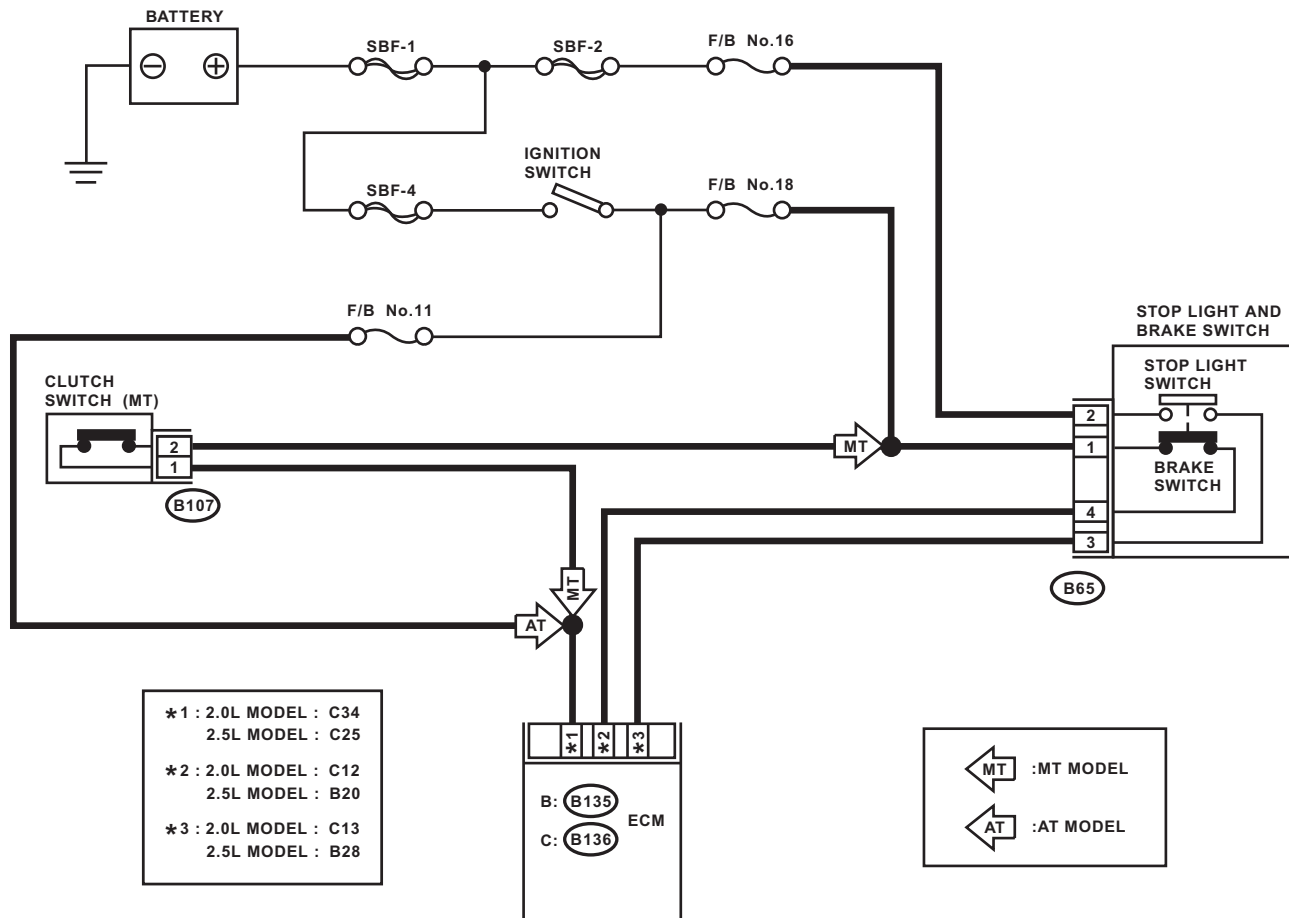 BATTERY
SBF-1
SBF-2
F/B No.16
IGNITION
SWITCH
SBF-4
F/B No.18
F/B No.11
STOP LIGHT AND
BRAKE SWITCH
STOP LIGHT
SWITCH
CLUTCH
SWITCH (MT)
2
1
B107
MT
2
1
4
3
BRAKE
SWITCH
B65
MT
AT
*1 : 2.0L MODEL : C34
2.5L MODEL : C25
*2 : 2.0L MODEL : C12
2.5L MODEL : B20
*3 : 2.0L MODEL : C13
2.5L MODEL : B28
*1
*2
*3
B: B135
C: B136
ECM
MT :MT MODEL
AT :AT MODEL